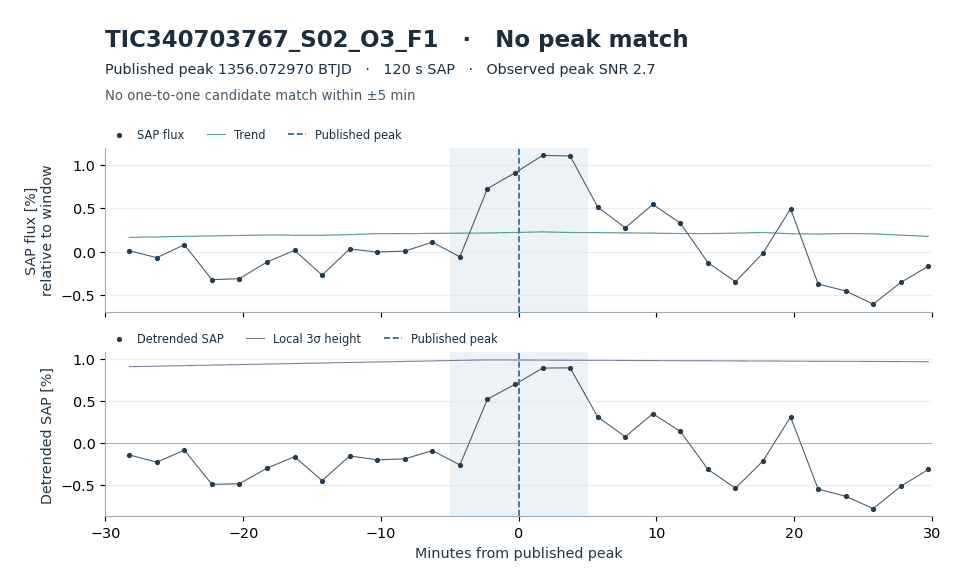 TIC340703767_S02_O3_F1 · No peak match
Published peak 1356.072970 BTJD · 120 s SAP · Observed peak SNR 2.7
No one-to-one candidate match within ±5 min
SAP flux Trend Published peak
SAP flux [%]
relative to window
1.0
0.5
0.0
−0.5
Detrended SAP Local 3σ height Published peak
Detrended SAP [%]
1.0
0.5
0.0
−0.5
−30 −20 −10 0 10 20 30
Minutes from published peak